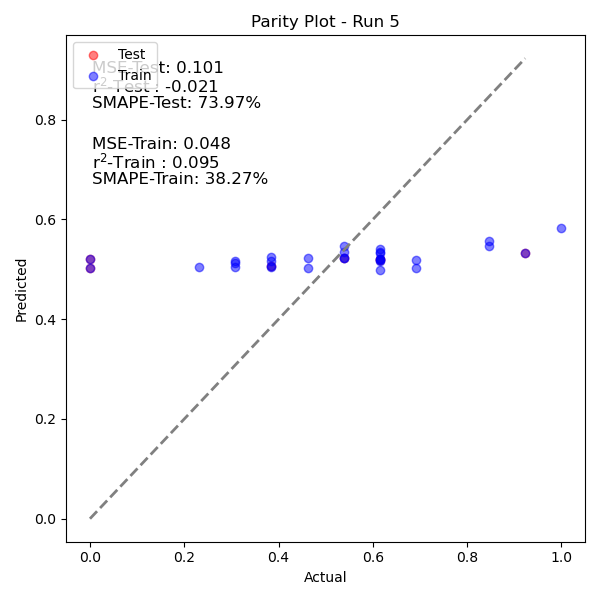 Parity Plot - Run 5
Test
Train
MSE-Test: 0.101
r²-Test : -0.021
SMAPE-Test: 73.97%
MSE-Train: 0.048
r²-Train : 0.095
SMAPE-Train: 38.27%
Predicted
0.8
0.6
0.4
0.2
0.0
0.0 0.2 0.4 0.6 0.8 1.0
Actual